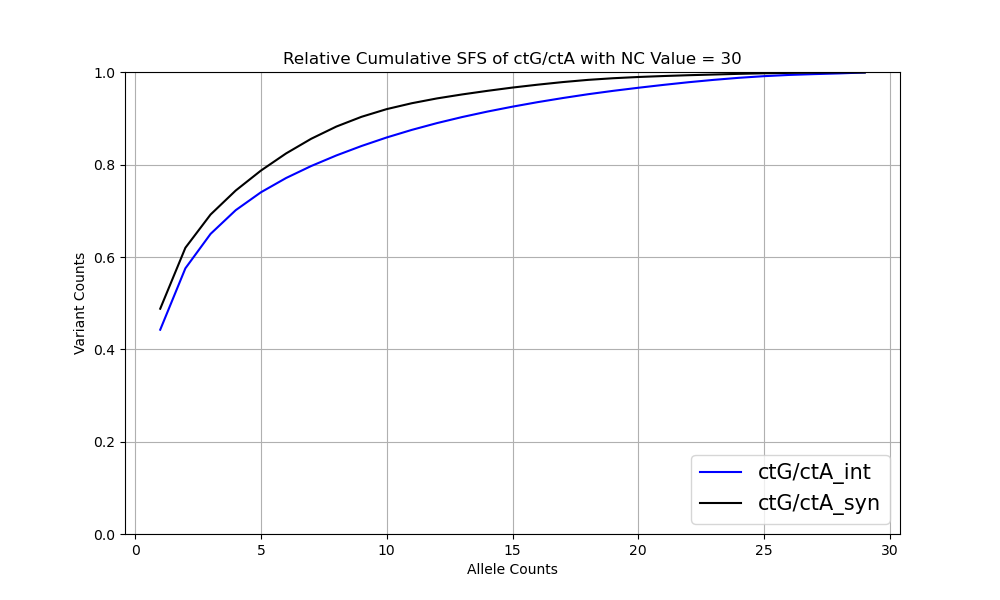 Relative Cumulative SFS of ctG/ctA with NC Value = 30
Variant Counts
1.0
0.8
0.6
0.4
0.2
0.0
0 5 10 15 20 25 30
Allele Counts
ctG/ctA_int
ctG/ctA_syn